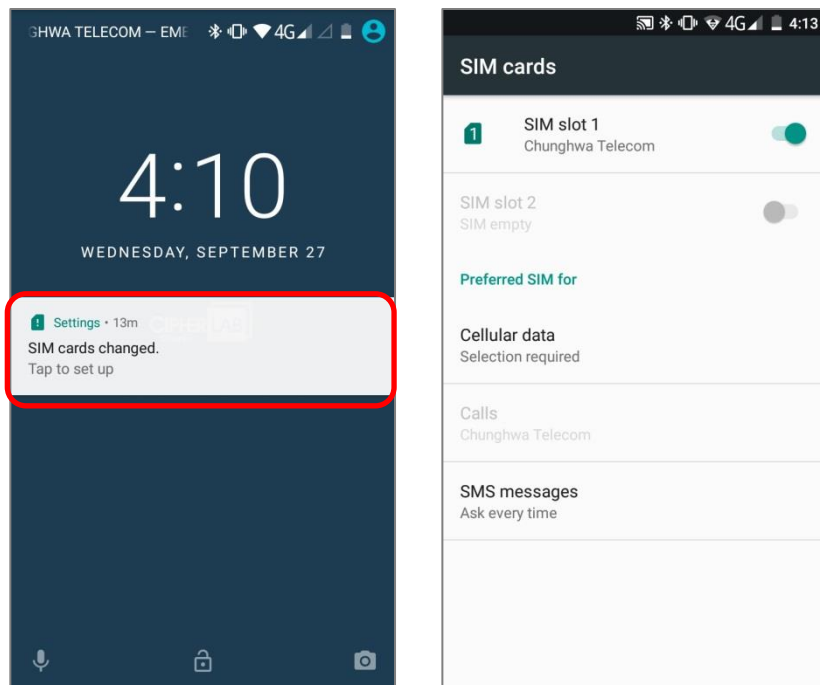 GHWA TELECOM — EME
4G
4:10
WEDNESDAY, SEPTEMBER 27
Settings • 13m
SIM cards changed.
Tap to set up
4G 4:13
SIM cards
1
SIM slot 1
Chunghwa Telecom
SIM slot 2
SIM empty
Preferred SIM for
Cellular data
Selection required
Calls
Chunghwa Telecom
SMS messages
Ask every time